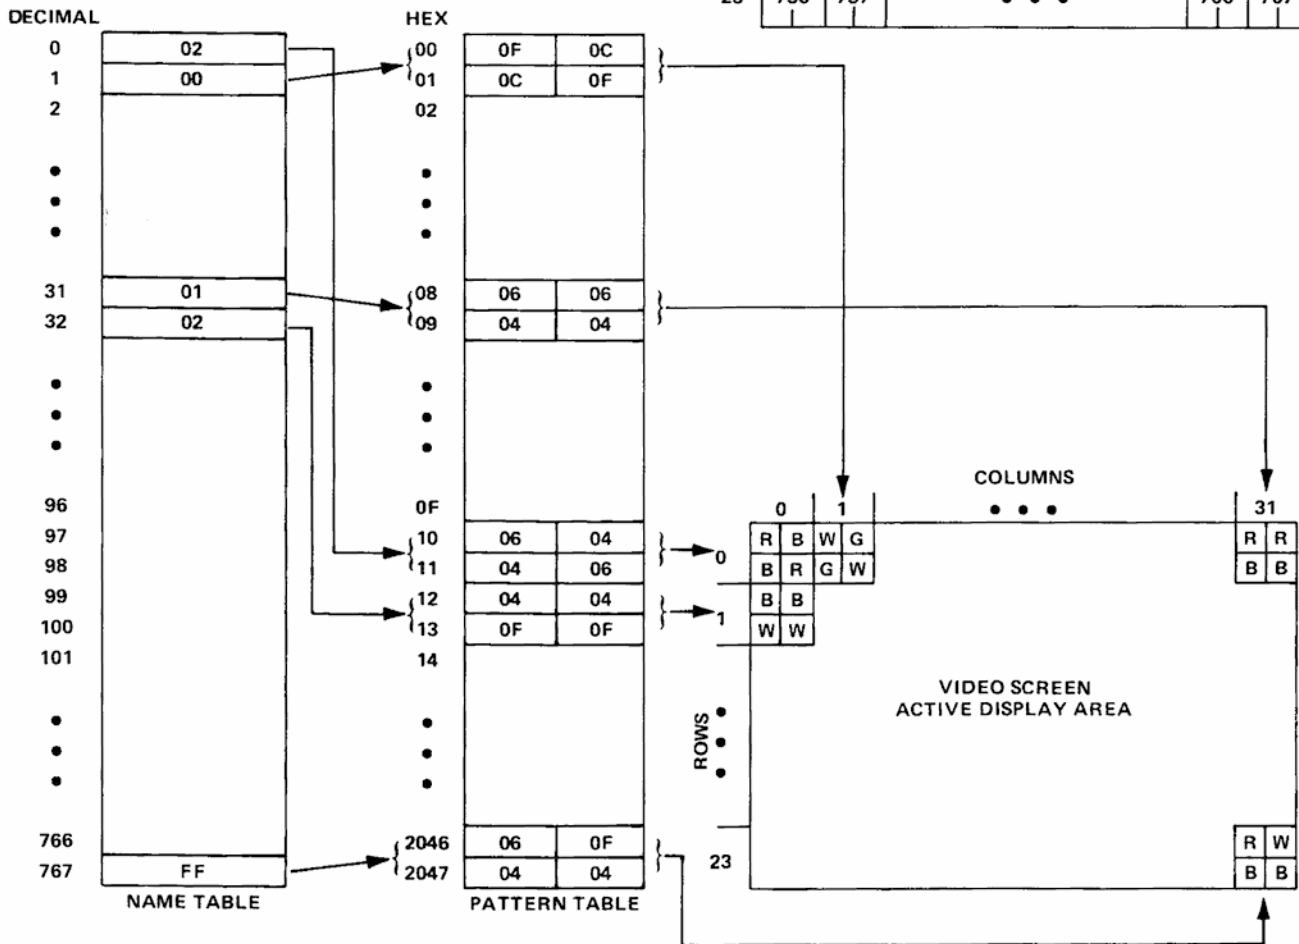 DECIMAL HEX
0 02 00 0F 0C
1 00 01 0C 0F
2 02
31 01 08 06 06
32 02 09 04 04
COLUMNS
96 0F 0 1 31
97 10 06 04 0 R B W G R R
98 11 04 06 B R G W B B
99 12 04 04 1 B B
100 13 0F 0F W W
101 14
VIDEO SCREEN
ACTIVE DISPLAY AREA
ROWS
766 2046 06 0F 23 R W
767 FF 2047 04 04 B B
NAME TABLE PATTERN TABLE